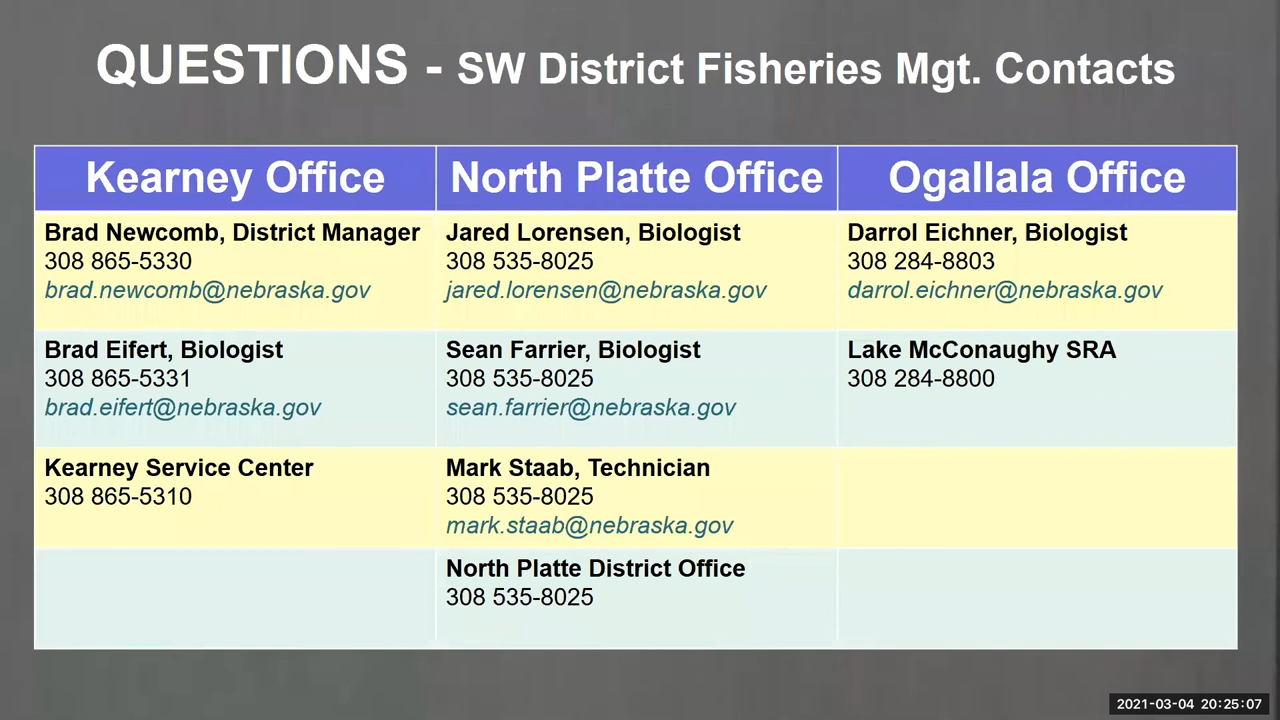 QUESTIONS - SW District Fisheries Mgt. Contacts
Kearney Office
North Platte Office
Ogallala Office
Brad Newcomb, District Manager
308 865-5330
brad.newcomb@nebraska.gov
Jared Lorensen, Biologist
308 535-8025
jared.lorensen@nebraska.gov
Darrol Eichner, Biologist
308 284-8803
darrol.eichner@nebraska.gov
Brad Eifert, Biologist
308 865-5331
brad.eifert@nebraska.gov
Sean Farrier, Biologist
308 535-8025
sean.farrier@nebraska.gov
Lake McConaughy SRA
308 284-8800
Kearney Service Center
308 865-5310
Mark Staab, Technician
308 535-8025
mark.staab@nebraska.gov
North Platte District Office
308 535-8025
2021-03-04 20:25:07